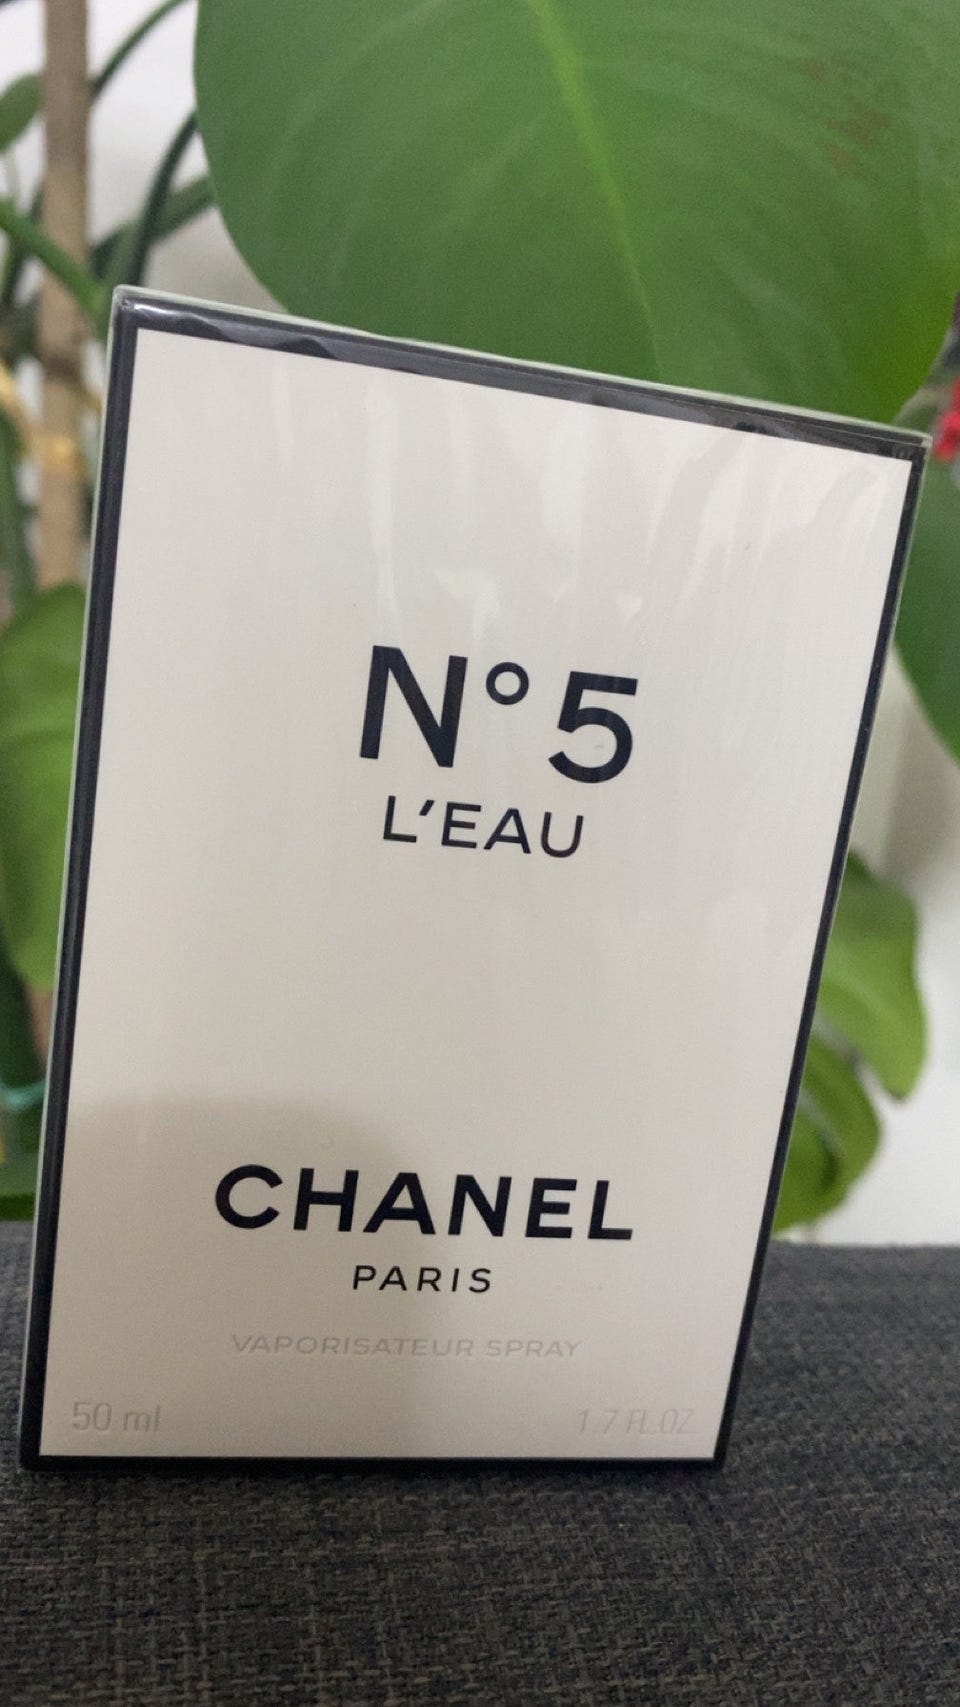 N°5
L'EAU
CHANEL
PARIS
VAPORISATEUR SPRAY
50 ml
1.7 FL.OZ.